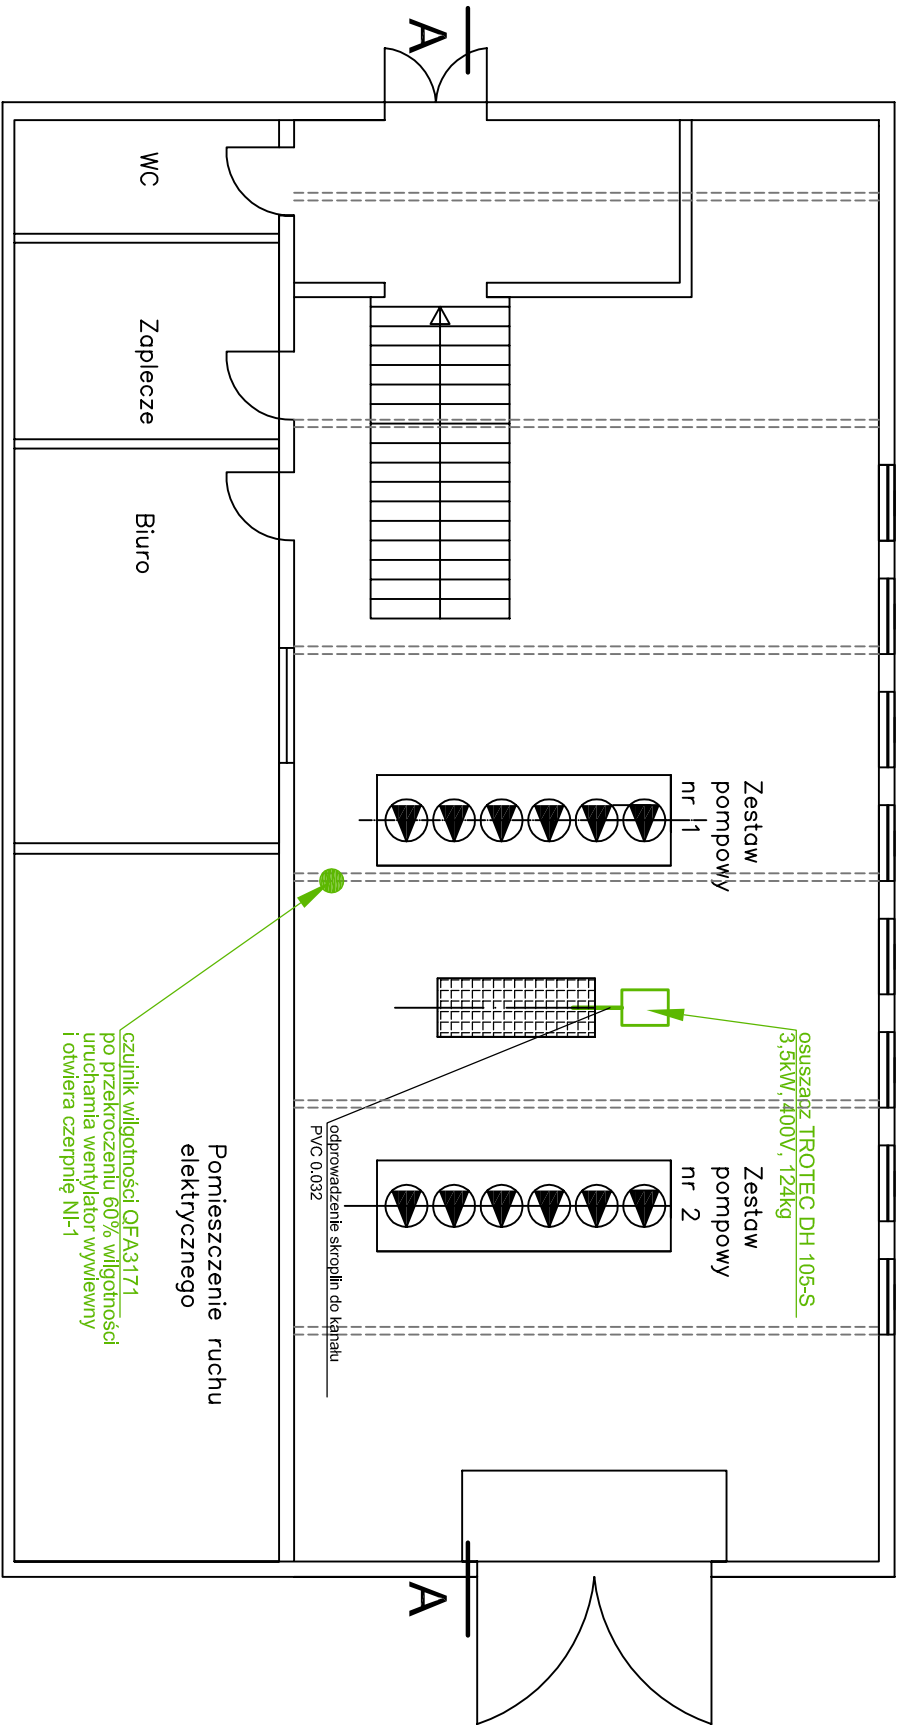 A
WC
Zaplecze
Biuro
Zestaw
pompowy
nr 1
osuszacz TROTEC DH 105-S
3,5kW, 400V, 124kg
Zestaw
pompowy
nr 2
odprowadzenie skroplin do kanału
PVC 0.032
czujnik wilgotności QFA3171
po przekroczeniu 60% wilgotności
uruchamia wentylator wywiewny
i otwiera czerpnię NI-1
Pomieszczenie ruchu
elektrycznego
A